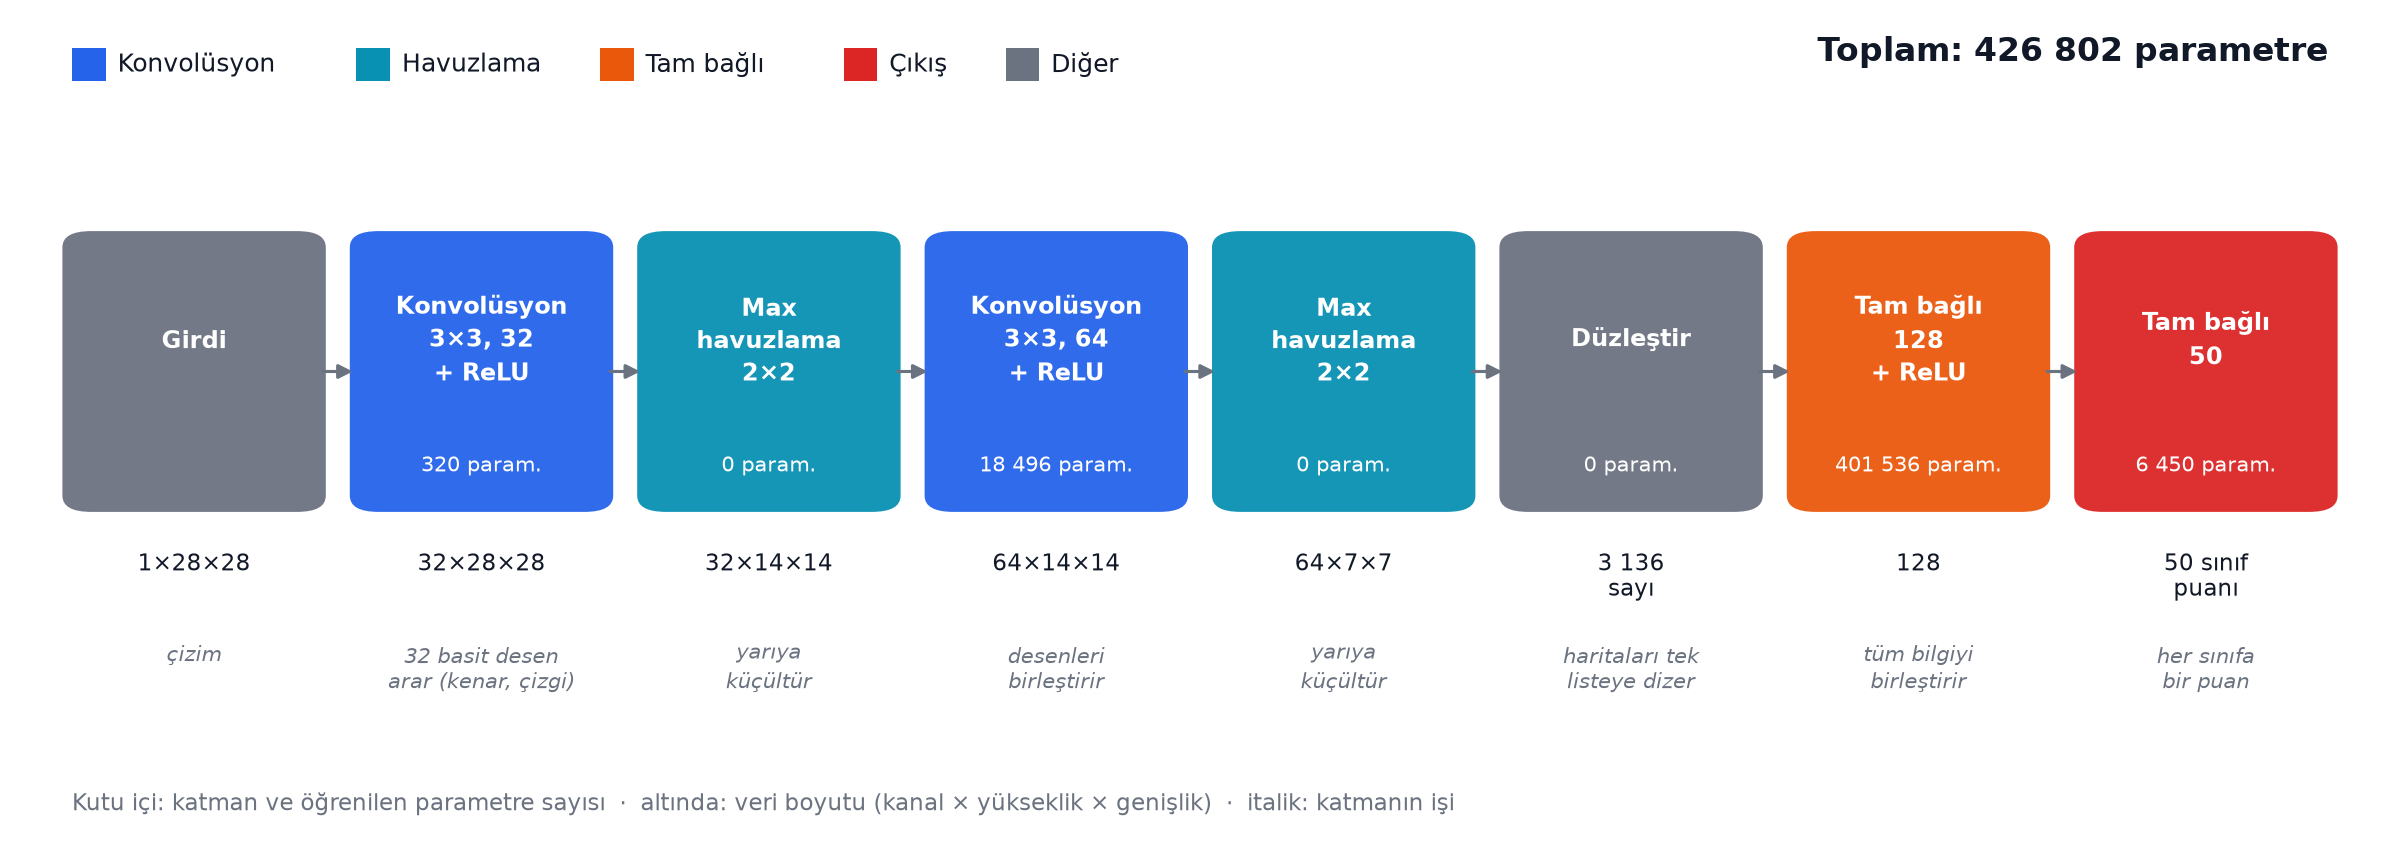 Konvolüsyon
Havuzlama
Tam bağlı
Çıkış
Diğer
Toplam: 426 802 parametre
Girdi
1×28×28
çizim
Konvolüsyon
3×3, 32
+ ReLU
320 param.
32×28×28
32 basit desen
arar (kenar, çizgi)
Max
havuzlama
2×2
0 param.
32×14×14
yarıya
küçültür
Konvolüsyon
3×3, 64
+ ReLU
18 496 param.
64×14×14
desenleri
birleştirir
Max
havuzlama
2×2
0 param.
64×7×7
yarıya
küçültür
Düzleştir
0 param.
3 136
sayı
haritaları tek
listeye dizer
Tam bağlı
128
+ ReLU
401 536 param.
128
tüm bilgiyi
birleştirir
Tam bağlı
50
6 450 param.
50 sınıf
puanı
her sınıfa
bir puan
Kutu içi: katman ve öğrenilen parametre sayısı · altında: veri boyutu (kanal × yükseklik × genişlik) · italik: katmanın işi